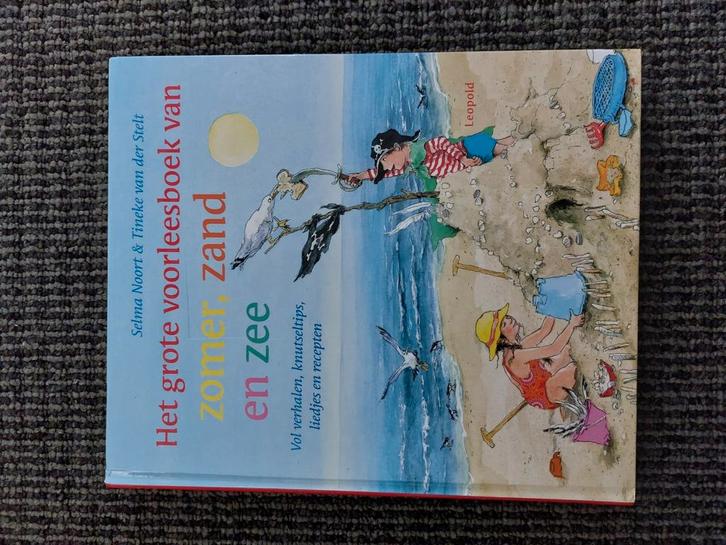 Selma Noort & Tineke van der Stelt
Het grote voorleesboek van
zomer, zand
en zee
Vol verhalen, knutseltips,
liedjes en recepten
Leopold